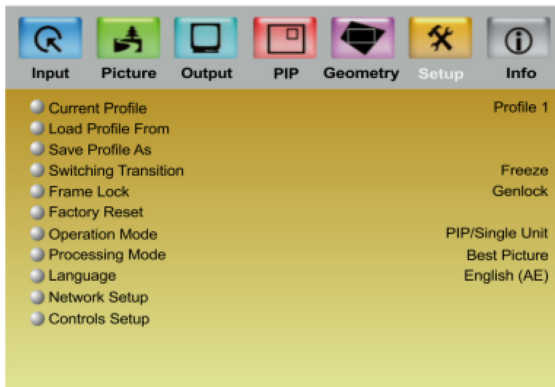 Input Picture Output PIP Geometry Setup Info
Current Profile Profile 1
Load Profile From
Save Profile As
Switching Transition Freeze
Frame Lock Genlock
Factory Reset
Operation Mode PIP/Single Unit
Processing Mode Best Picture
Language English (AE)
Network Setup
Controls Setup